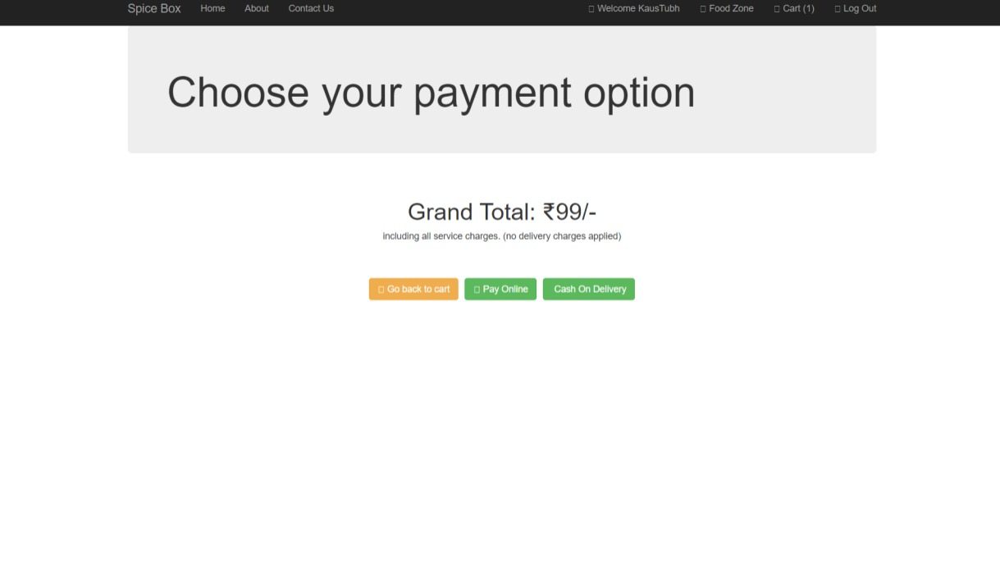 Spice Box Home About Contact Us Welcome KausTubh Food Zone Cart (1) Log Out
Choose your payment option
Grand Total: ₹99/-
including all service charges. (no delivery charges applied)
Go back to cart Pay Online Cash On Delivery